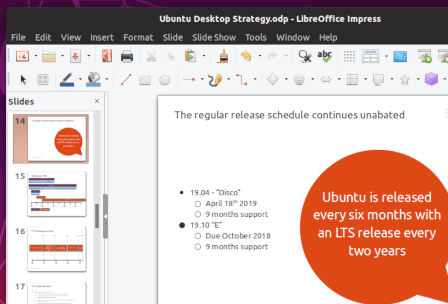 Ubuntu Desktop Strategy.odp - LibreOffice Impress
File Edit View Insert Format Slide Slide Show Tools Window Help
Slides
The regular release schedule continues unabated
• 19.04 - "Disco"
○ April 18th 2019
○ 9 months support
● 19.10 "E"
○ Due October 2018
○ 9 months support
Ubuntu is released
every six months with
an LTS release every
two years
14
15
16
17